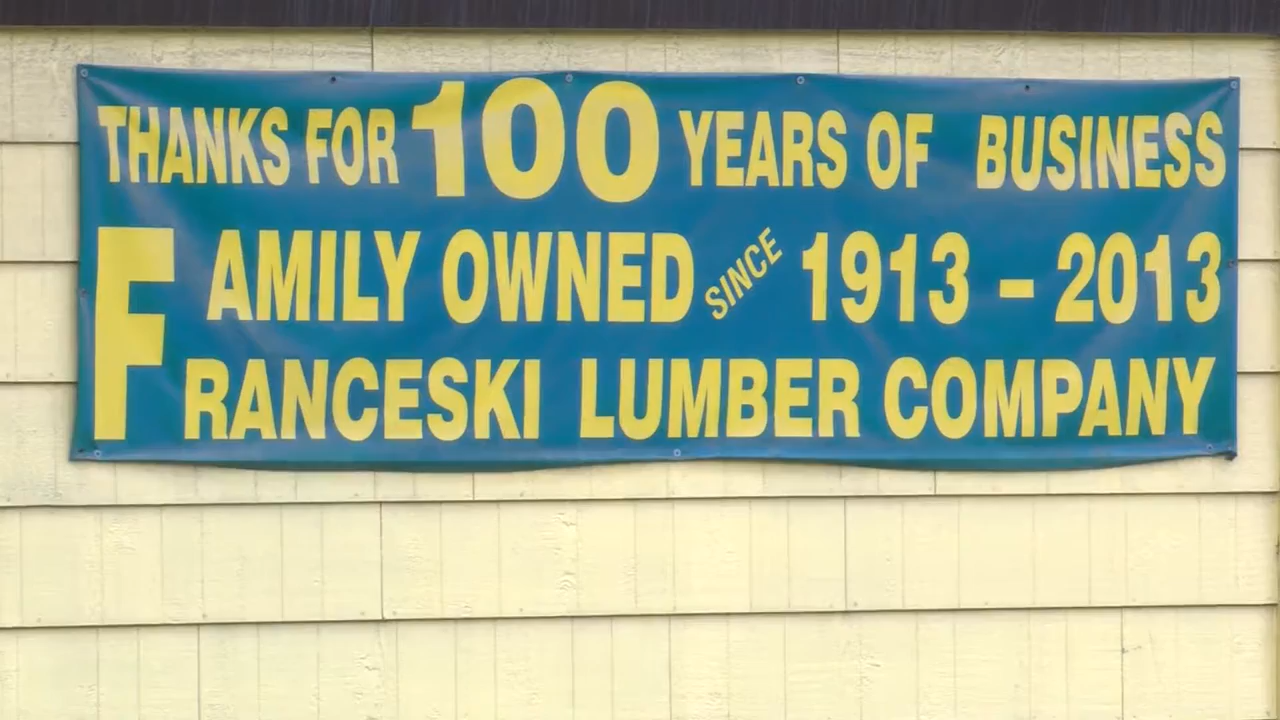 THANKS FOR 100 YEARS OF BUSINESS
FAMILY OWNED SINCE 1913 - 2013
FRANCESKI LUMBER COMPANY